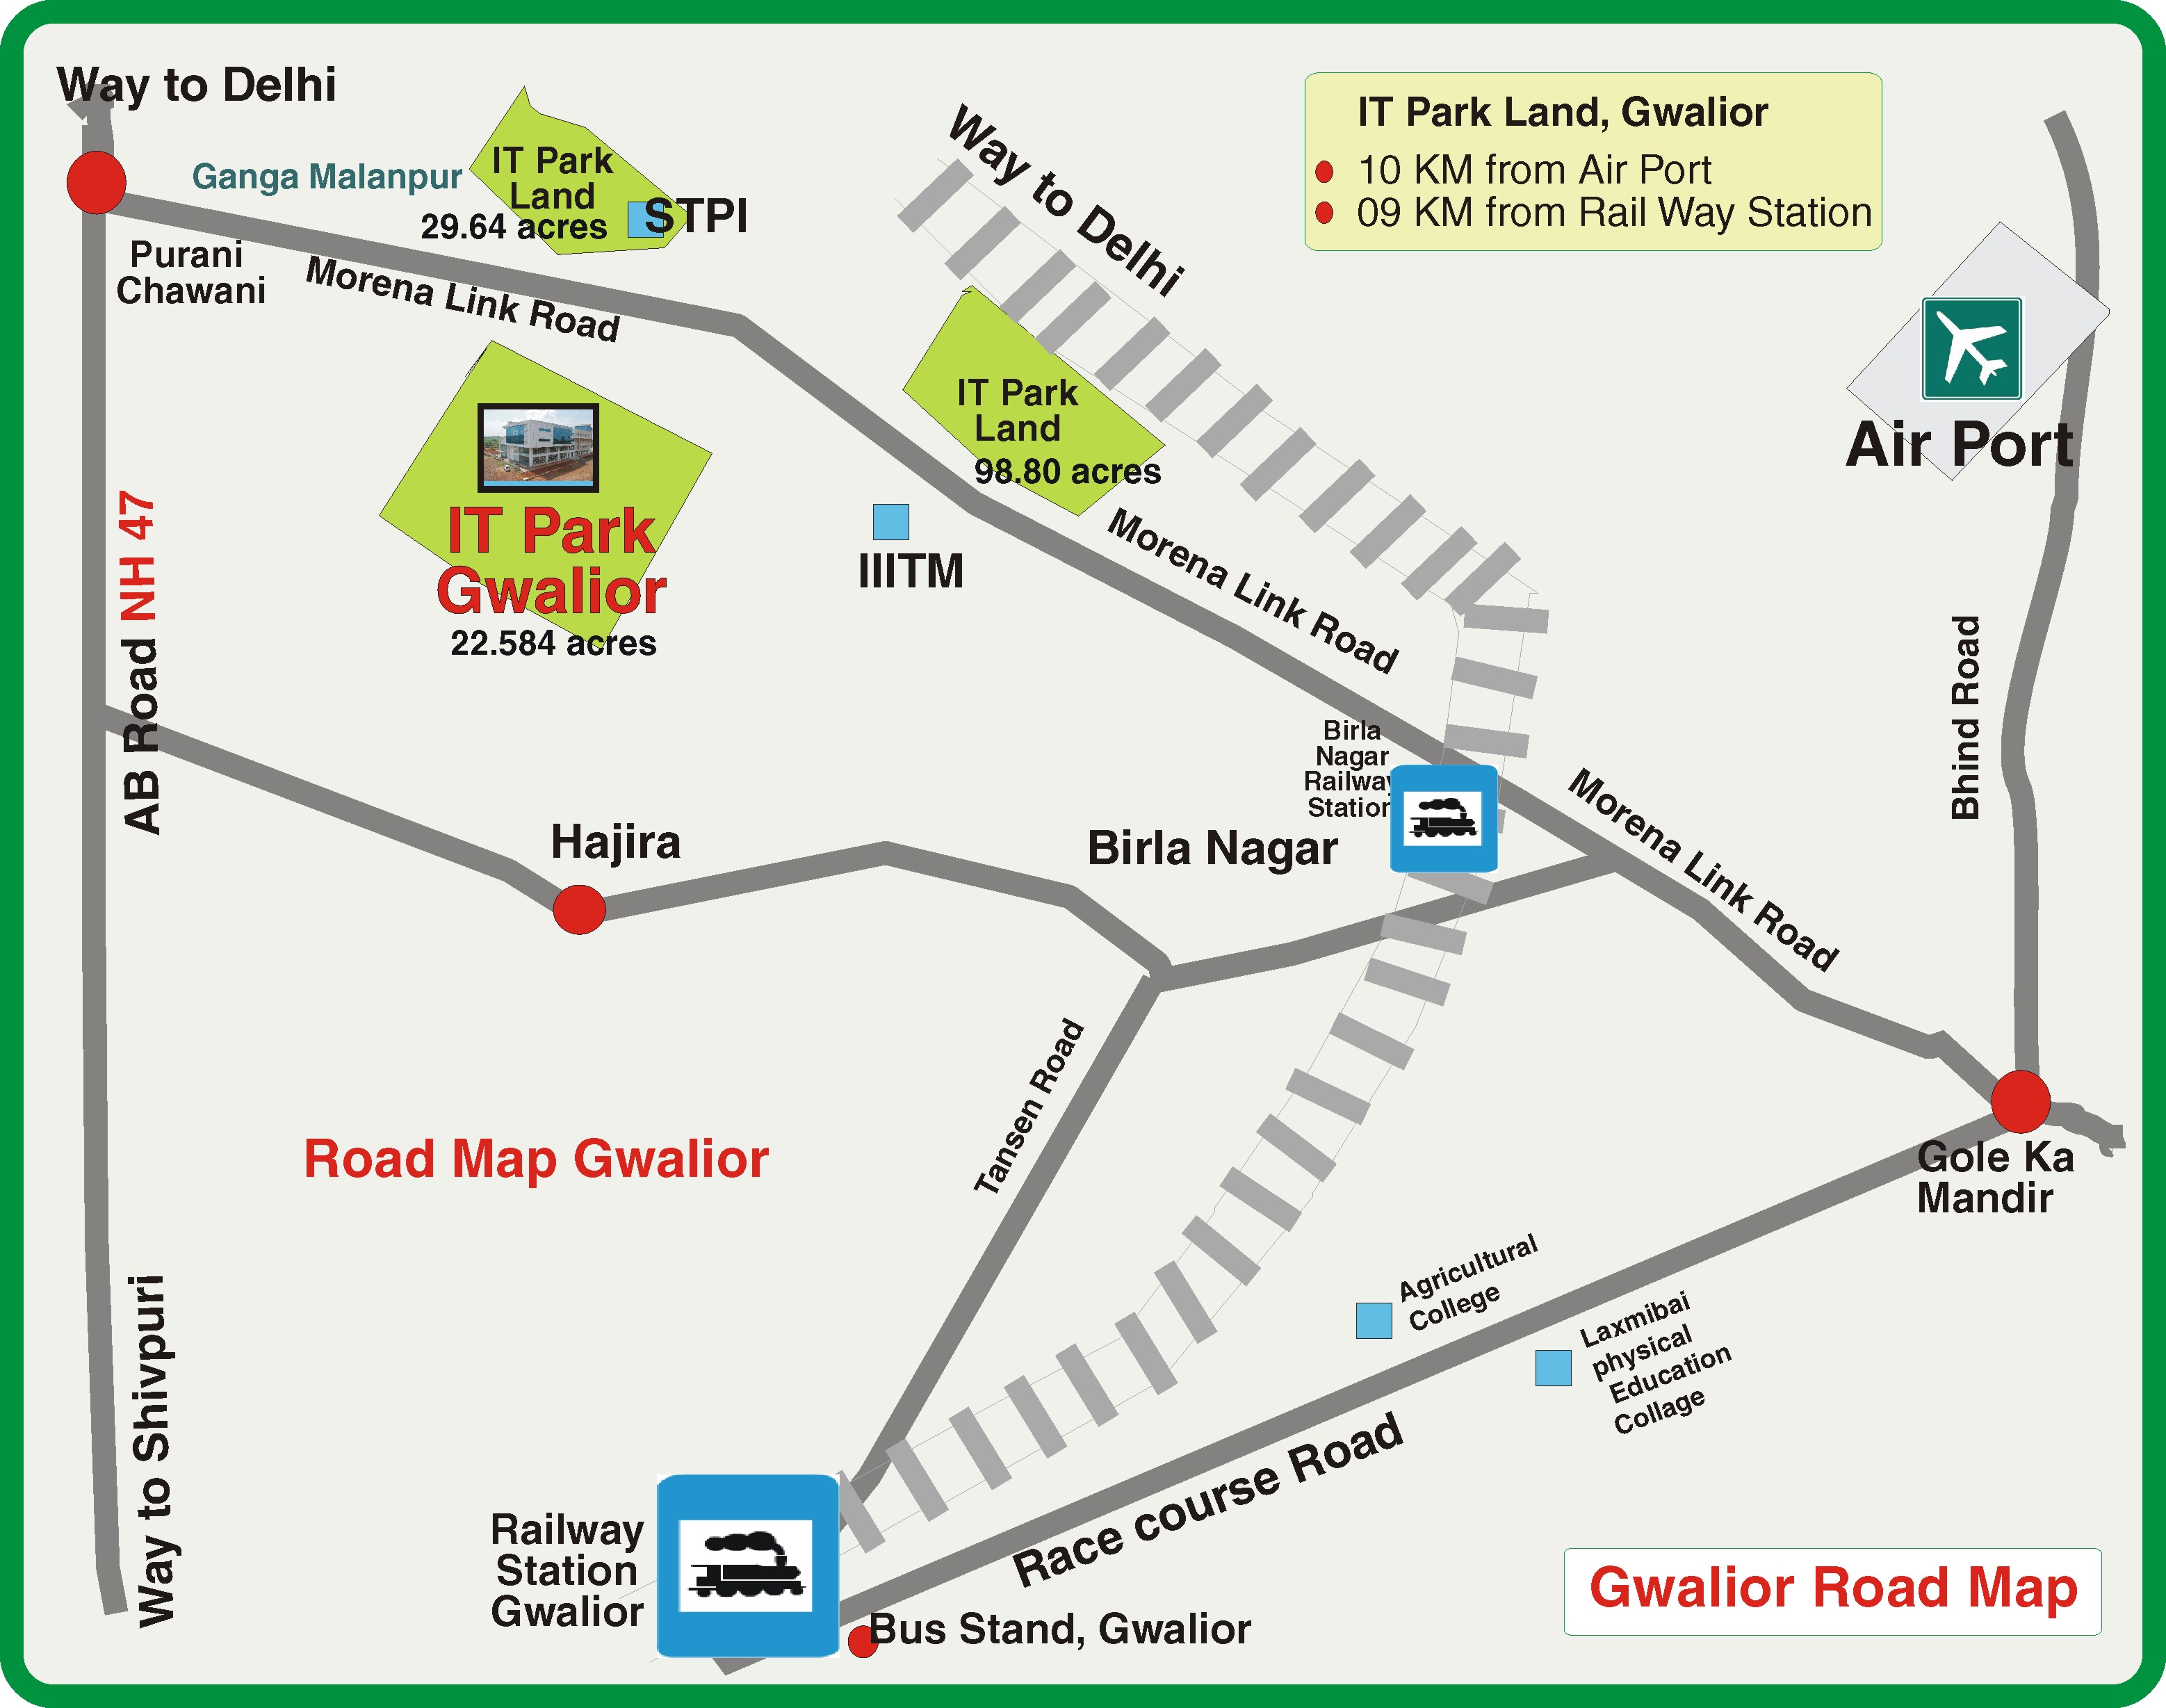 Way to Delhi
Ganga Malanpur
IT Park
Land
29.64 acres
STPI
Way to Delhi
IT Park Land, Gwalior
10 KM from Air Port
09 KM from Rail Way Station
Purani
Chawani
Morena Link Road
IT Park
Land
98.80 acres
Air Port
IT Park
Gwalior
22.584 acres
IIITM
Morena Link Road
AB Road NH 47
Birla
Nagar
Railway
Station
Birla Nagar
Morena Link Road
Bhind Road
Hajira
Tansen Road
Road Map Gwalior
Gole Ka
Mandir
Agricultural
College
Laxmibai
physical
Education
Collage
Way to Shivpuri
Race course Road
Railway
Station
Gwalior
Bus Stand, Gwalior
Gwalior Road Map